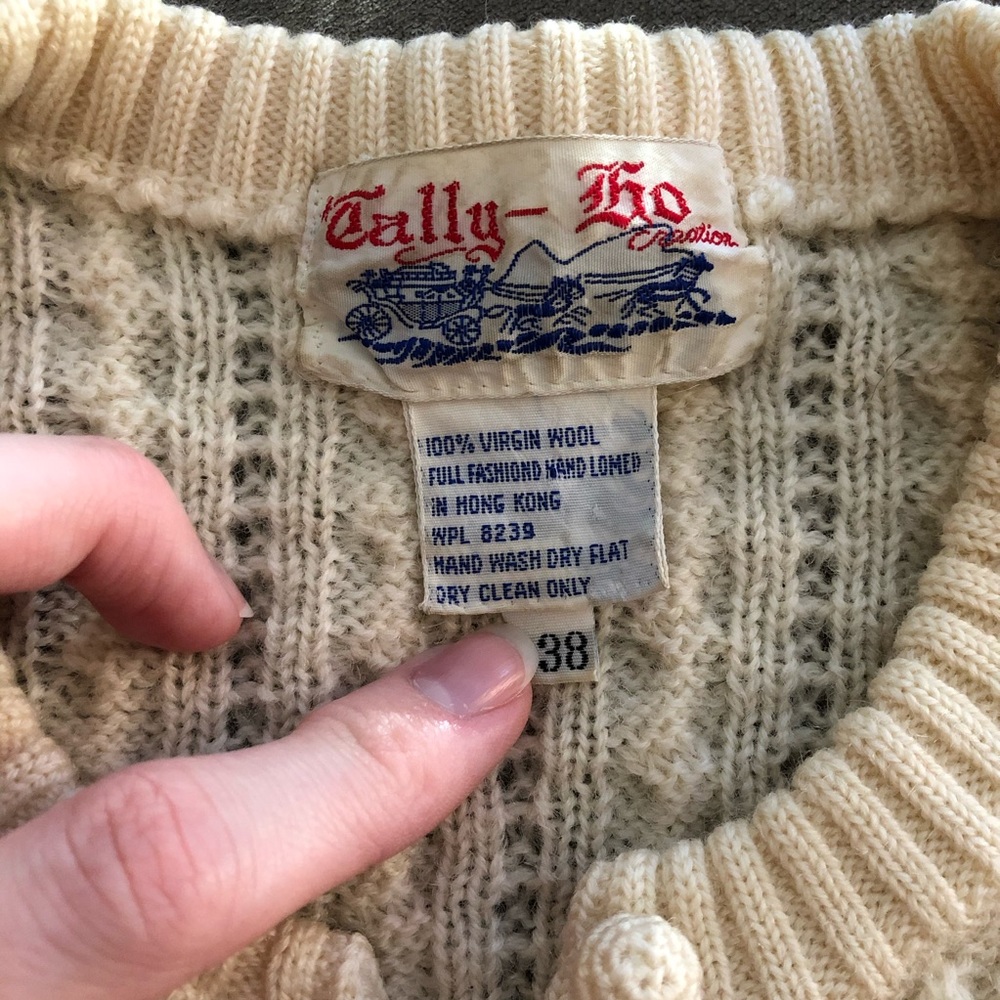 Tally-Ho
Creation
100% VIRGIN WOOL
FULL FASHIOND HAND LOMED
IN HONG KONG
WPL 8239
HAND WASH DRY FLAT
DRY CLEAN ONLY
38